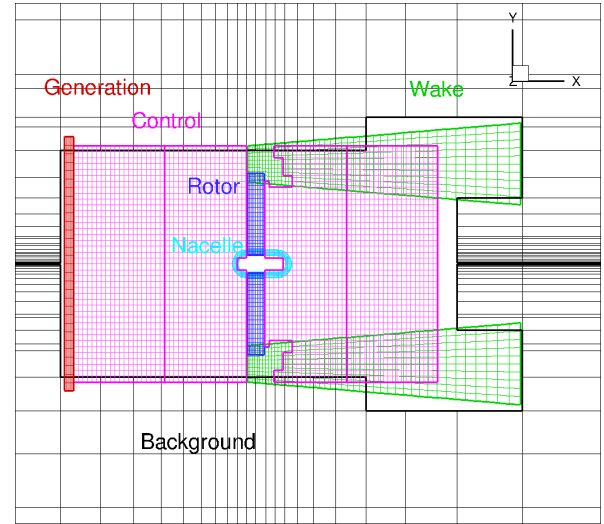 Y
Z
X
Generation
Wake
Control
Rotor
Nacelle
Background